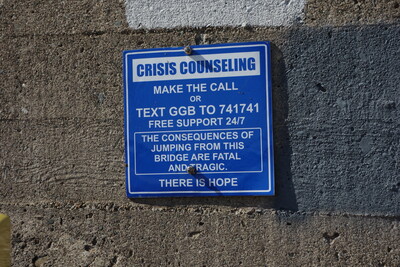 CRISIS COUNSELING
MAKE THE CALL
OR
TEXT GGB TO 741741
FREE SUPPORT 24/7
THE CONSEQUENCES OF
JUMPING FROM THIS
BRIDGE ARE FATAL
AND TRAGIC.
THERE IS HOPE